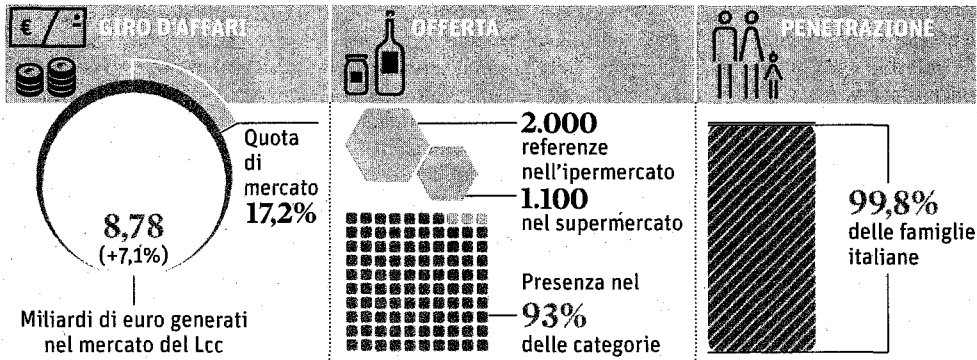 €
GIRO D'AFFARI
Quota
di
mercato
17,2%
8,78
(+7,1%)
Miliardi di euro generati
nel mercato del Lcc
OFFERTA
2.000
referenze
nell'ipermercato
1.100
nel supermercato
Presenza nel
93%
delle categorie
PENETRAZIONE
99,8%
delle famiglie
italiane